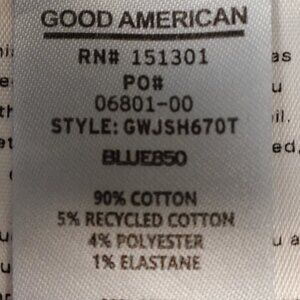 GOOD AMERICAN
RN# 151301
PO#
06801-00
STYLE: GWJSH670T
BLUE850
90% COTTON
5% RECYCLED COTTON
4% POLYESTER
1% ELASTANE